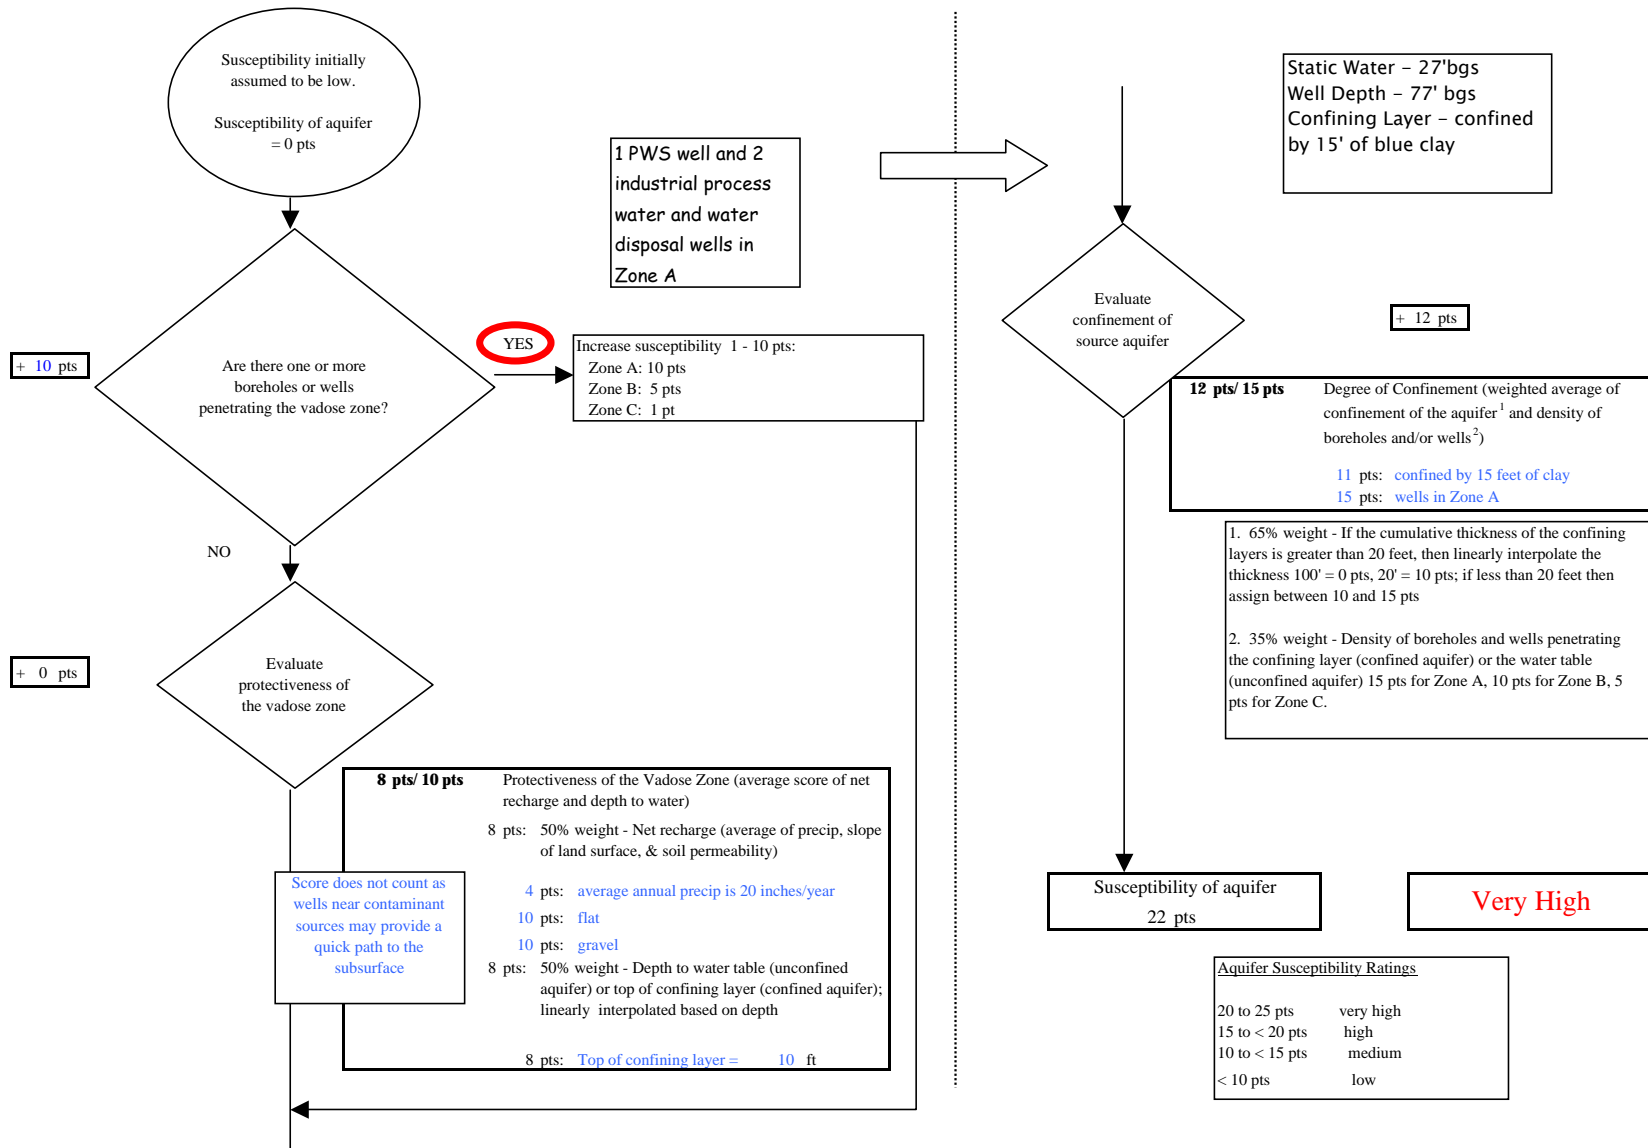 Susceptibility initially
assumed to be low.
Susceptibility of aquifer
= 0 pts
1 PWS well and 2
industrial process
water and water
disposal wells in
Zone A
+ 10 pts
Are there one or more
boreholes or wells
penetrating the vadose zone?
YES
Increase susceptibility 1 - 10 pts:
Zone A: 10 pts
Zone B: 5 pts
Zone C: 1 pt
NO
+ 0 pts
Evaluate
protectiveness of
the vadose zone
8 pts/ 10 pts Protectiveness of the Vadose Zone (average score of net
recharge and depth to water)
8 pts: 50% weight - Net recharge (average of precip, slope
of land surface, & soil permeability)
4 pts: average annual precip is 20 inches/year
10 pts: flat
10 pts: gravel
8 pts: 50% weight - Depth to water table (unconfined
aquifer) or top of confining layer (confined aquifer);
linearly interpolated based on depth
8 pts: Top of confining layer = 10 ft
Score does not count as
wells near contaminant
sources may provide a
quick path to the
subsurface
Static Water – 27'bgs
Well Depth – 77' bgs
Confining Layer – confined
by 15' of blue clay
Evaluate
confinement of
source aquifer
+ 12 pts
12 pts/ 15 pts Degree of Confinement (weighted average of
confinement of the aquifer1 and density of
boreholes and/or wells2)
11 pts: confined by 15 feet of clay
15 pts: wells in Zone A
1. 65% weight - If the cumulative thickness of the confining
layers is greater than 20 feet, then linearly interpolate the
thickness 100' = 0 pts, 20' = 10 pts; if less than 20 feet then
assign between 10 and 15 pts
2. 35% weight - Density of boreholes and wells penetrating
the confining layer (confined aquifer) or the water table
(unconfined aquifer) 15 pts for Zone A, 10 pts for Zone B, 5
pts for Zone C.
Susceptibility of aquifer
22 pts
Very High
Aquifer Susceptibility Ratings
20 to 25 pts very high
15 to < 20 pts high
10 to < 15 pts medium
< 10 pts low